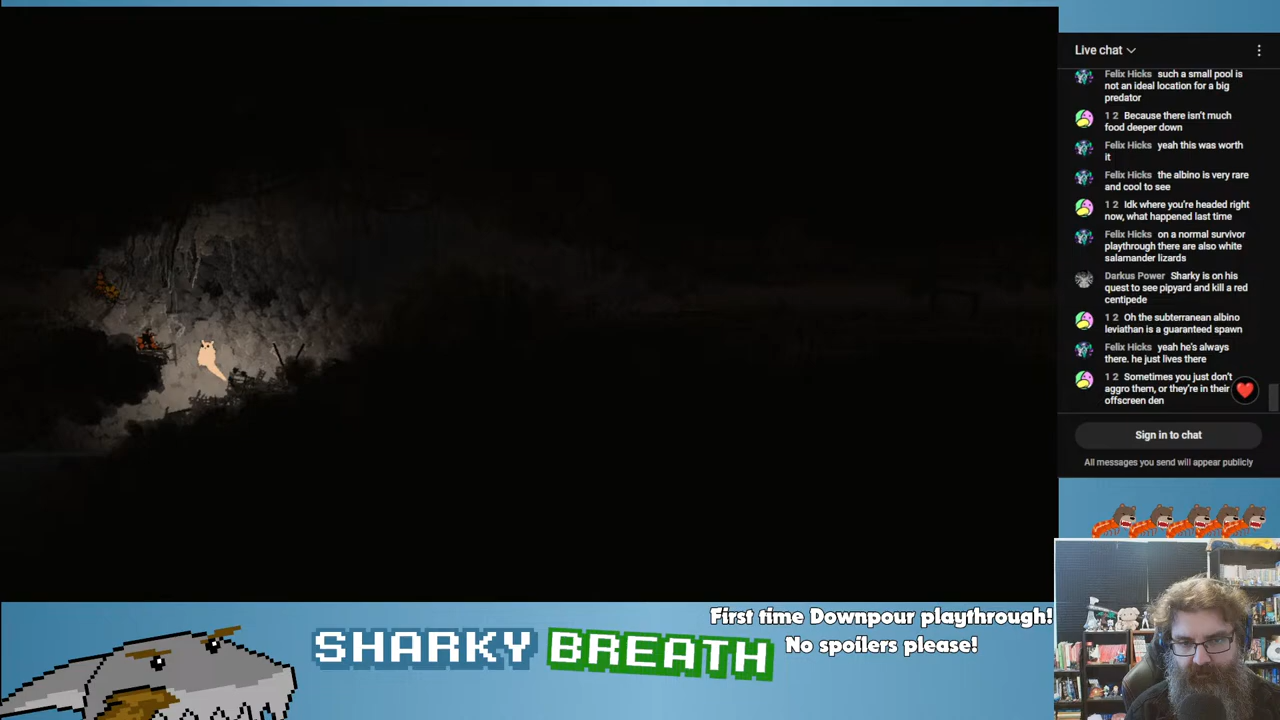 Live chat
Felix Hicks such a small pool is
not an ideal location for a big
predator
1 2 Because there isn't much
food deeper down
Felix Hicks yeah this was worth
it
Felix Hicks the albino is very rare
and cool to see
1 2 Idk where you're headed right
now, what happened last time
Felix Hicks on a normal survivor
playthrough there are also white
salamander lizards
Darkus Power Sharky is on his
quest to see pipyard and kill a red
centipede
1 2 Oh the subterranean albino
leviathan is a guaranteed spawn
Felix Hicks yeah he's always
there. he just lives there
1 2 Sometimes you just don't
aggro them, or they're in their
offscreen den
Sign in to chat
All messages you send will appear publicly
SHARKY BREATH
First time Downpour playthrough!
No spoilers please!